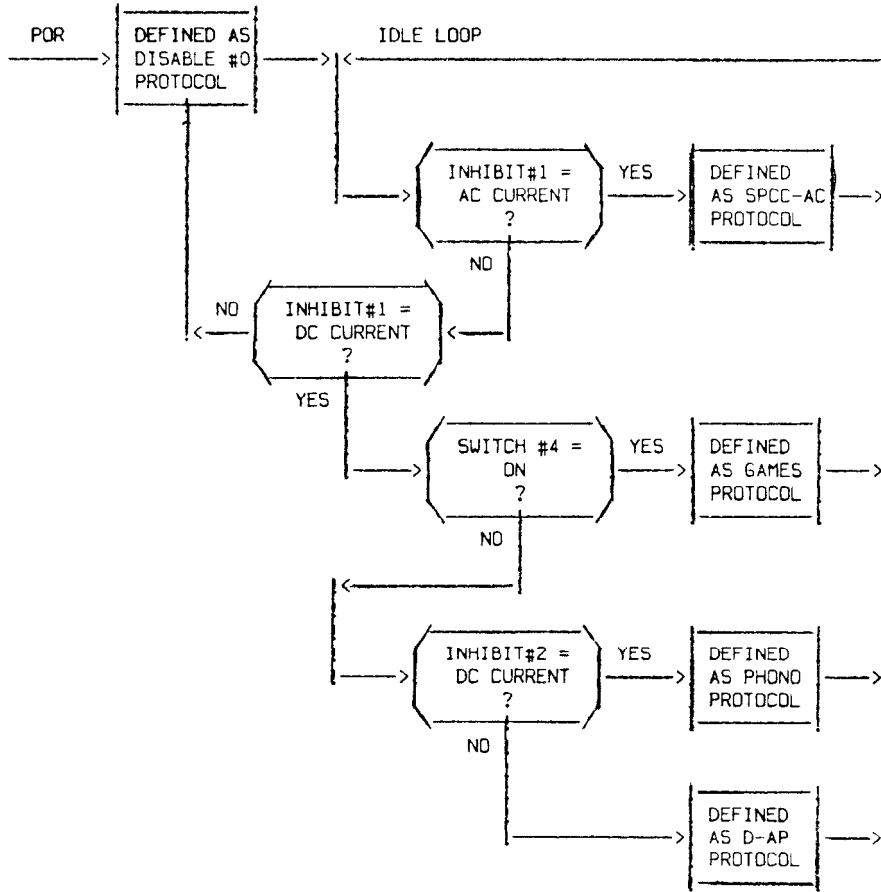 POR
DEFINED AS
DISABLE #0
PROTOCOL
IDLE LOOP
INHIBIT#1 =
AC CURRENT
?
YES
DEFINED
AS SPCC-AC
PROTOCOL
NO
NO
INHIBIT#1 =
DC CURRENT
?
YES
SWITCH #4 =
ON
?
YES
DEFINED
AS GAMES
PROTOCOL
NO
INHIBIT#2 =
DC CURRENT
?
YES
DEFINED
AS PHONO
PROTOCOL
NO
DEFINED
AS D-AP
PROTOCOL